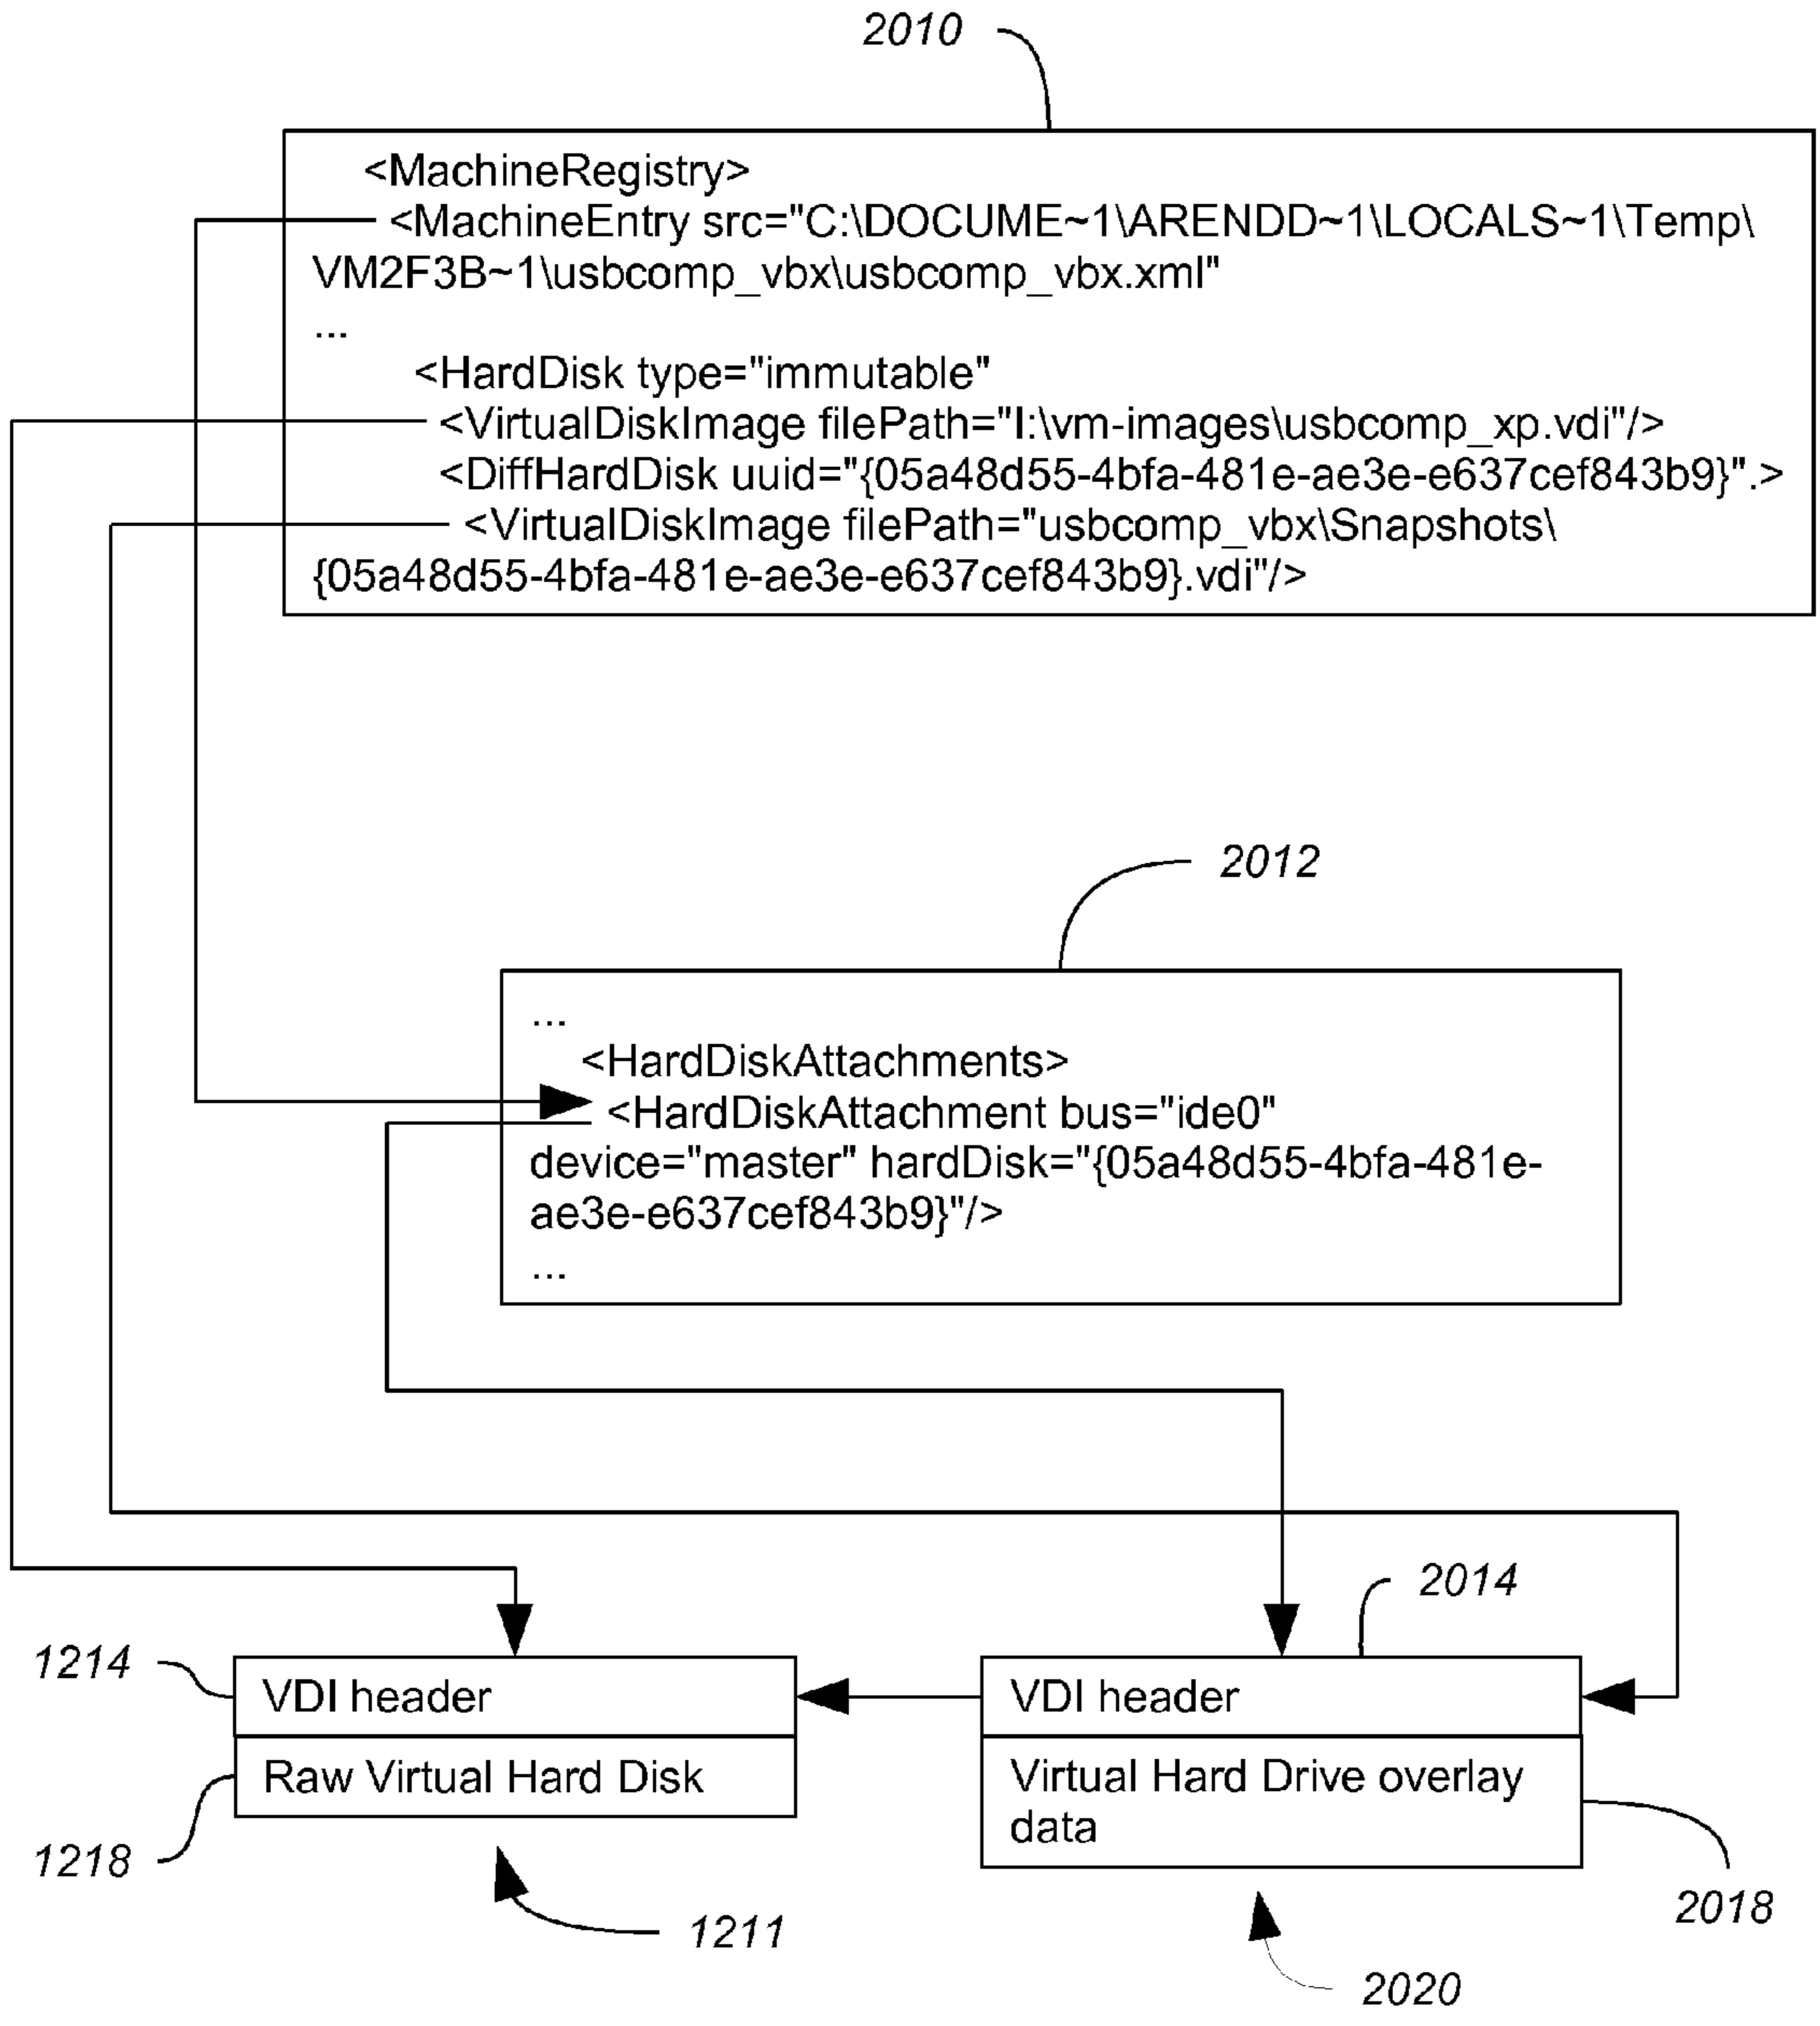 2010
<MachineRegistry>
<MachineEntry src="C:\DOCUME~1\ARENDD~1\LOCALS~1\Temp\
VM2F3B~1\usbcomp_vbx\usbcomp_vbx.xml"
...
<HardDisk type="immutable"
<VirtualDiskImage filePath="I:\vm-images\usbcomp_xp.vdi"/>
<DiffHardDisk uuid="{05a48d55-4bfa-481e-ae3e-e637cef843b9}".>
<VirtualDiskImage filePath="usbcomp_vbx\Snapshots\
{05a48d55-4bfa-481e-ae3e-e637cef843b9}.vdi"/>
2012
...
<HardDiskAttachments>
<HardDiskAttachment bus="ide0"
device="master" hardDisk="{05a48d55-4bfa-481e-
ae3e-e637cef843b9}"/>
...
2014
1214
VDI header
VDI header
Raw Virtual Hard Disk
Virtual Hard Drive overlay
data
1218
2018
1211
2020